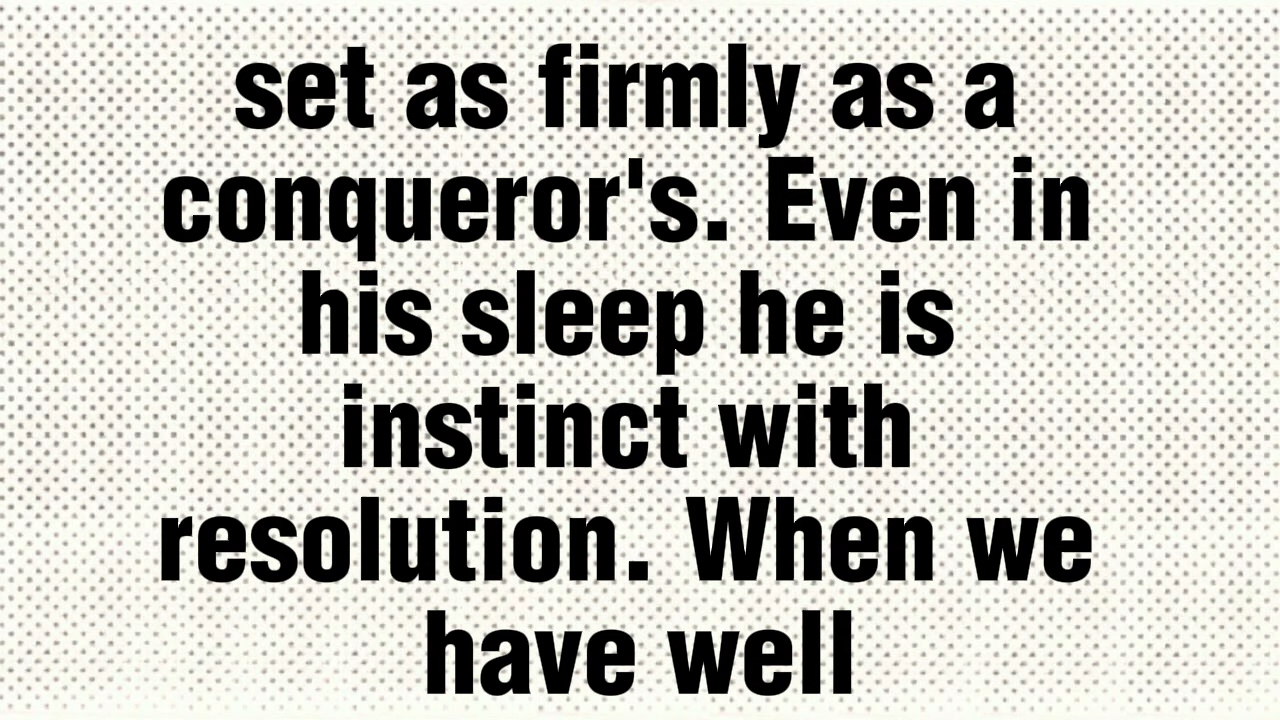 set as firmly as a
conqueror's. Even in
his sleep he is
instinct with
resolution. When we
have well